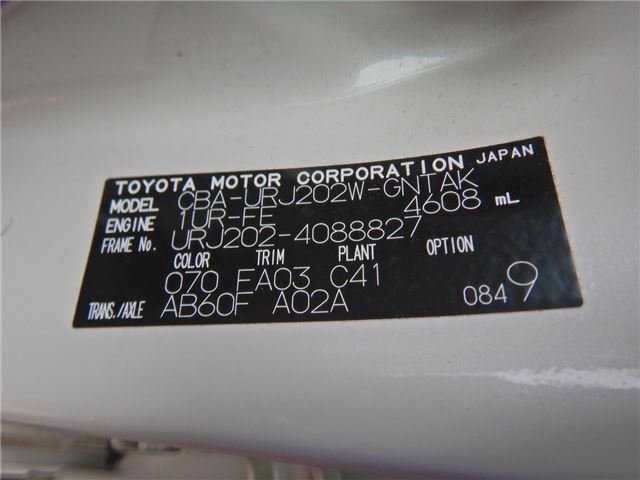 TOYOTA MOTOR CORPORATION JAPAN
MODEL CBA-URJ202W-GNTAK
ENGINE 1UR-FE 4608 mL
FRAME No. URJ202-4088827
COLOR TRIM PLANT OPTION
070 EA03 C41
TRANS./AXLE AB60F A02A 0849